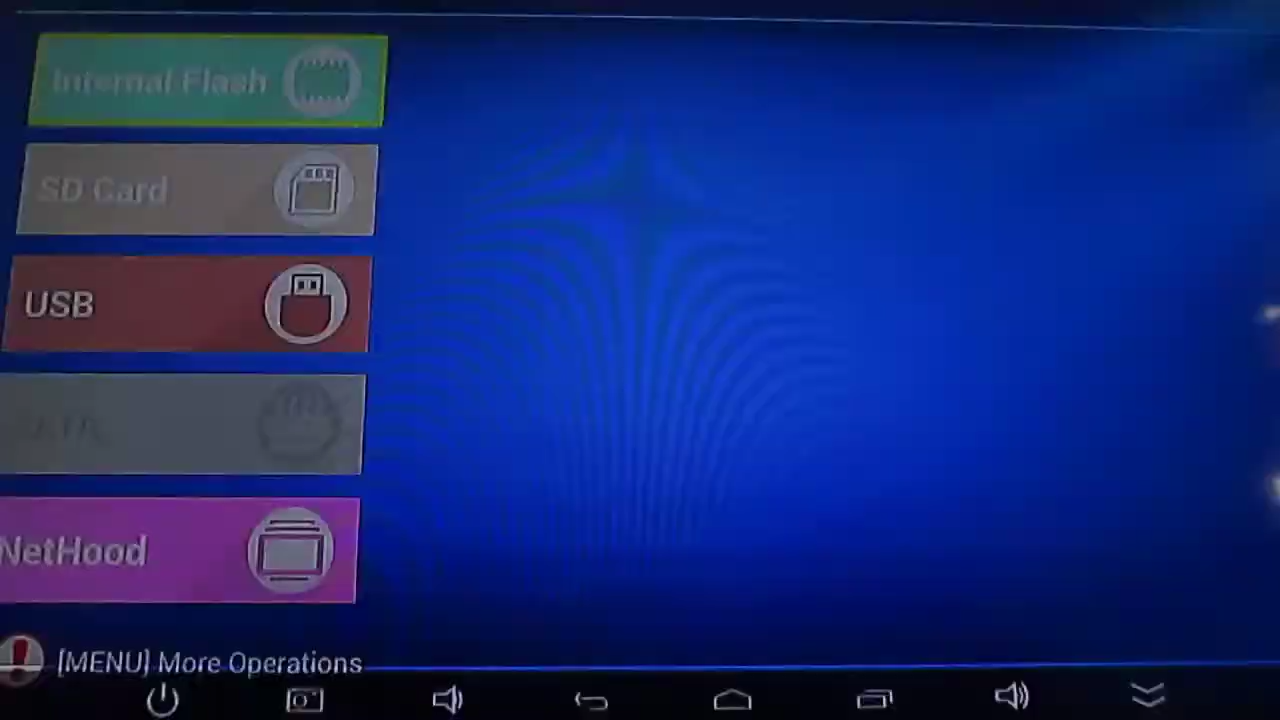 Internal Flash
SD Card
USB
NetHood
[MENU] More Operations